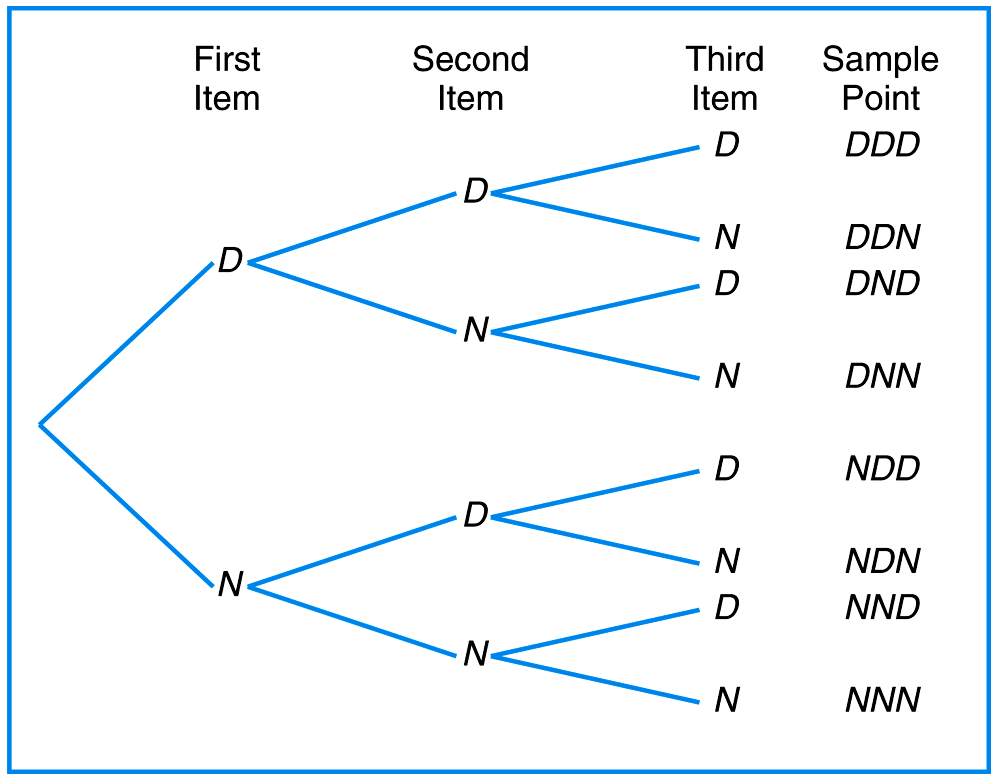 First Second Third Sample
Item Item Item Point
D DDD
D
N DDN
D
D DND
N
N DNN
D NDD
D
N NDN
N
D NND
N
N NNN